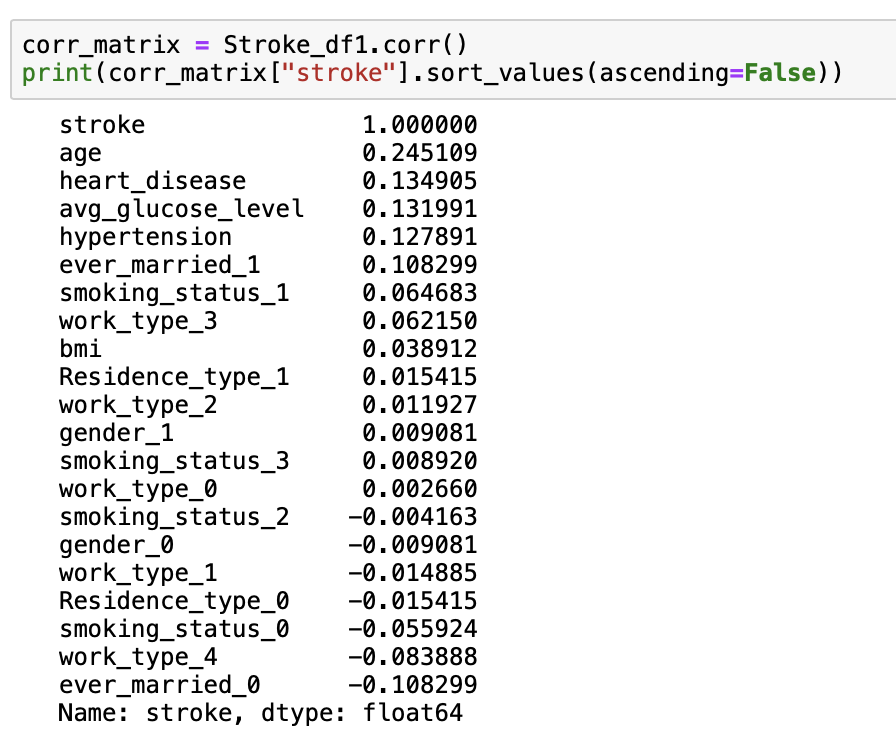 corr_matrix = Stroke_df1.corr()
print(corr_matrix["stroke"].sort_values(ascending=False))
stroke 1.000000
age 0.245109
heart_disease 0.134905
avg_glucose_level 0.131991
hypertension 0.127891
ever_married_1 0.108299
smoking_status_1 0.064683
work_type_3 0.062150
bmi 0.038912
Residence_type_1 0.015415
work_type_2 0.011927
gender_1 0.009081
smoking_status_3 0.008920
work_type_0 0.002660
smoking_status_2 -0.004163
gender_0 -0.009081
work_type_1 -0.014885
Residence_type_0 -0.015415
smoking_status_0 -0.055924
work_type_4 -0.083888
ever_married_0 -0.108299
Name: stroke, dtype: float64